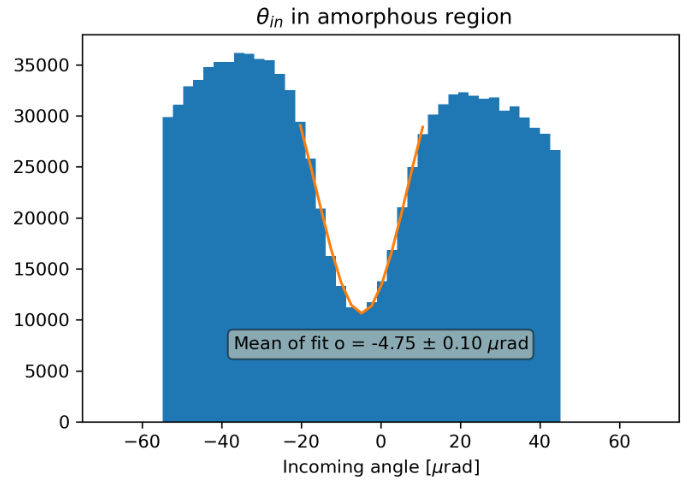 θin in amorphous region
35000
30000
25000
20000
15000
10000
5000
0
Mean of fit o = -4.75 ± 0.10 μrad
−60 −40 −20 0 20 40 60
Incoming angle [μrad]